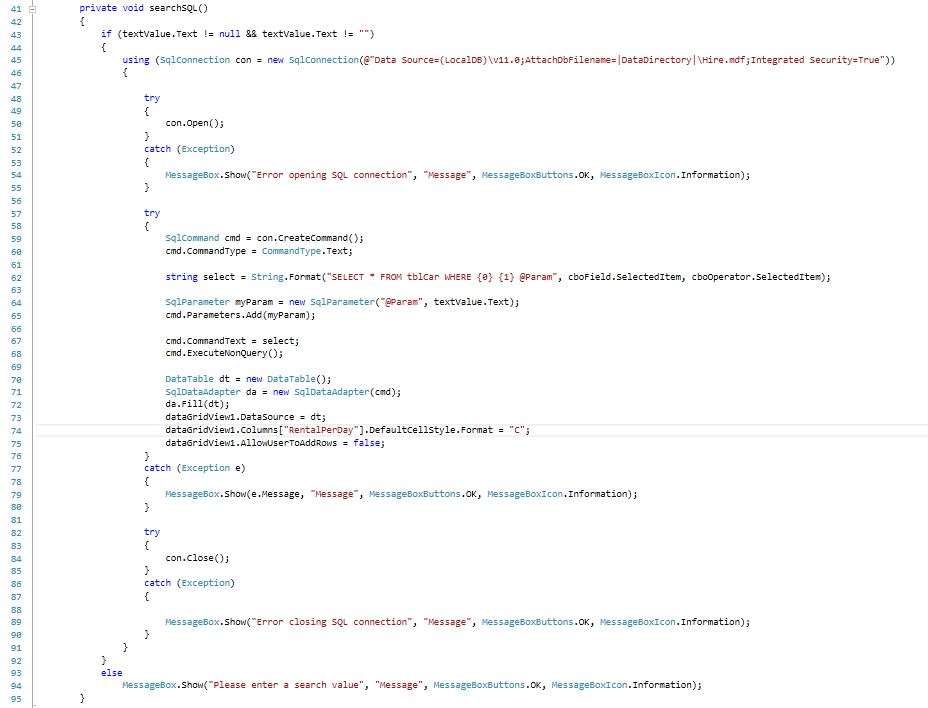 41 private void searchSQL()
42 {
43 if (textValue.Text != null && textValue.Text != "")
44 {
45 using (SqlConnection con = new SqlConnection(@"Data Source=(LocalDB)\v11.0;AttachDbFilename=|DataDirectory|\Hire.mdf;Integrated Security=True"))
46 {
47
48 try
49 {
50 con.Open();
51 }
52 catch (Exception)
53 {
54 MessageBox.Show("Error opening SQL connection", "Message", MessageBoxButtons.OK, MessageBoxIcon.Information);
55 }
56
57 try
58 {
59 SqlCommand cmd = con.CreateCommand();
60 cmd.CommandType = CommandType.Text;
61
62 string select = String.Format("SELECT * FROM tblCar WHERE {0} {1} @Param", cboField.SelectedItem, cboOperator.SelectedItem);
63
64 SqlParameter myParam = new SqlParameter("@Param", textValue.Text);
65 cmd.Parameters.Add(myParam);
66
67 cmd.CommandText = select;
68 cmd.ExecuteNonQuery();
69
70 DataTable dt = new DataTable();
71 SqlDataAdapter da = new SqlDataAdapter(cmd);
72 da.Fill(dt);
73 dataGridView1.DataSource = dt;
74 dataGridView1.Columns["RentalPerDay"].DefaultCellStyle.Format = "C";
75 dataGridView1.AllowUserToAddRows = false;
76 }
77 catch (Exception e)
78 {
79 MessageBox.Show(e.Message, "Message", MessageBoxButtons.OK, MessageBoxIcon.Information);
80 }
81
82 try
83 {
84 con.Close();
85 }
86 catch (Exception)
87 {
88
89 MessageBox.Show("Error closing SQL connection", "Message", MessageBoxButtons.OK, MessageBoxIcon.Information);
90 }
91 }
92 }
93 else
94 MessageBox.Show("Please enter a search value", "Message", MessageBoxButtons.OK, MessageBoxIcon.Information);
95 }